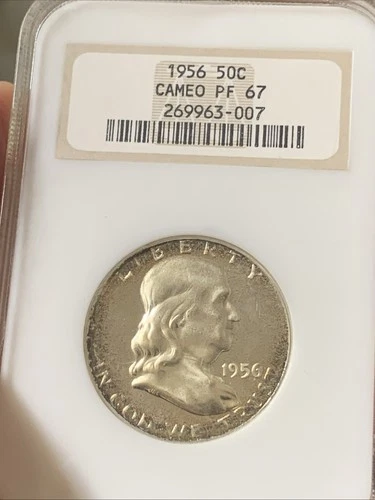 1956 50C
CAMEO PF 67
269963-007
LIBERTY
1956
IN GOD WE TRUST